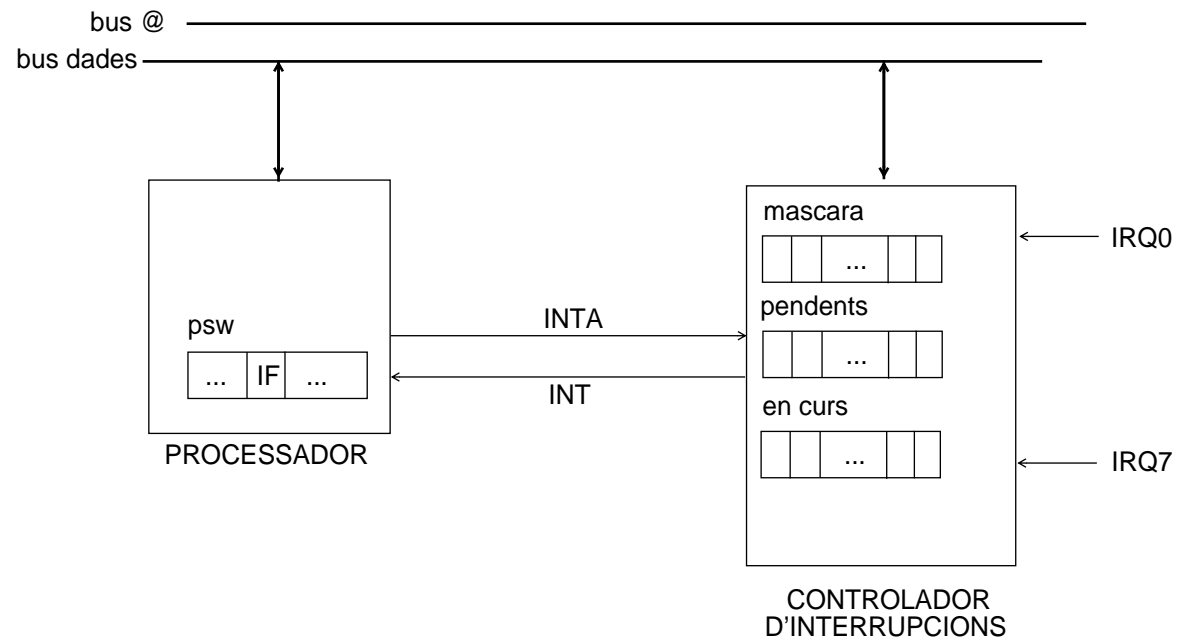 bus @
bus dades
mascara
...
IRQ0
pendents
...
psw
... IF ...
INTA
INT
en curs
...
IRQ7
PROCESSADOR
CONTROLADOR
D'INTERRUPCIONS